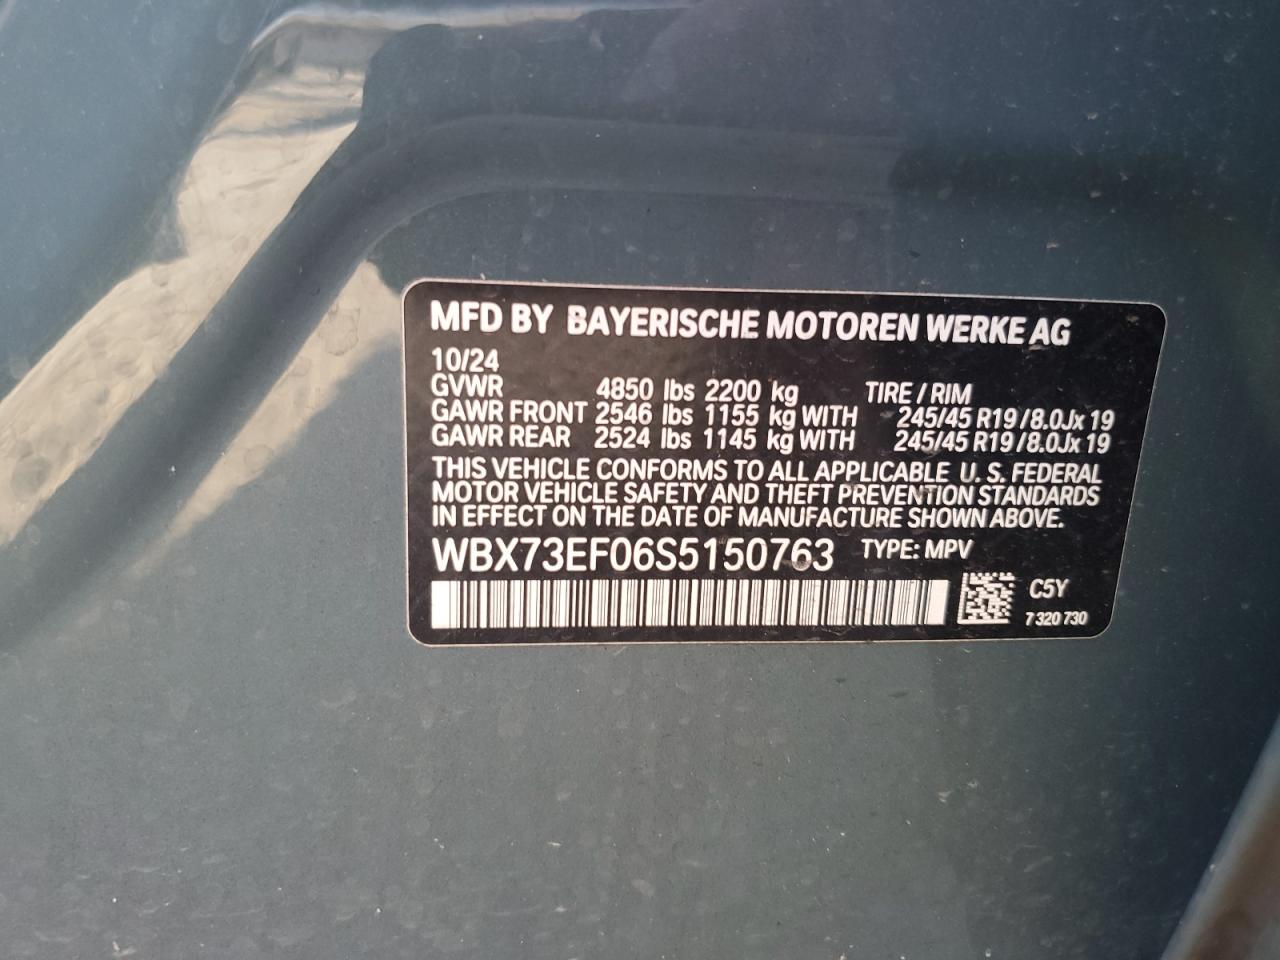 MFD BY BAYERISCHE MOTOREN WERKE AG
10/24
GVWR 4850 lbs 2200 kg TIRE / RIM
GAWR FRONT 2546 lbs 1155 kg WITH 245/45 R19 / 8.0Jx 19
GAWR REAR 2524 lbs 1145 kg WITH 245/45 R19 / 8.0Jx 19
THIS VEHICLE CONFORMS TO ALL APPLICABLE U. S. FEDERAL
MOTOR VEHICLE SAFETY AND THEFT PREVENTION STANDARDS
IN EFFECT ON THE DATE OF MANUFACTURE SHOWN ABOVE.
WBX73EF06S5150763 TYPE: MPV
C5Y
7 320 730